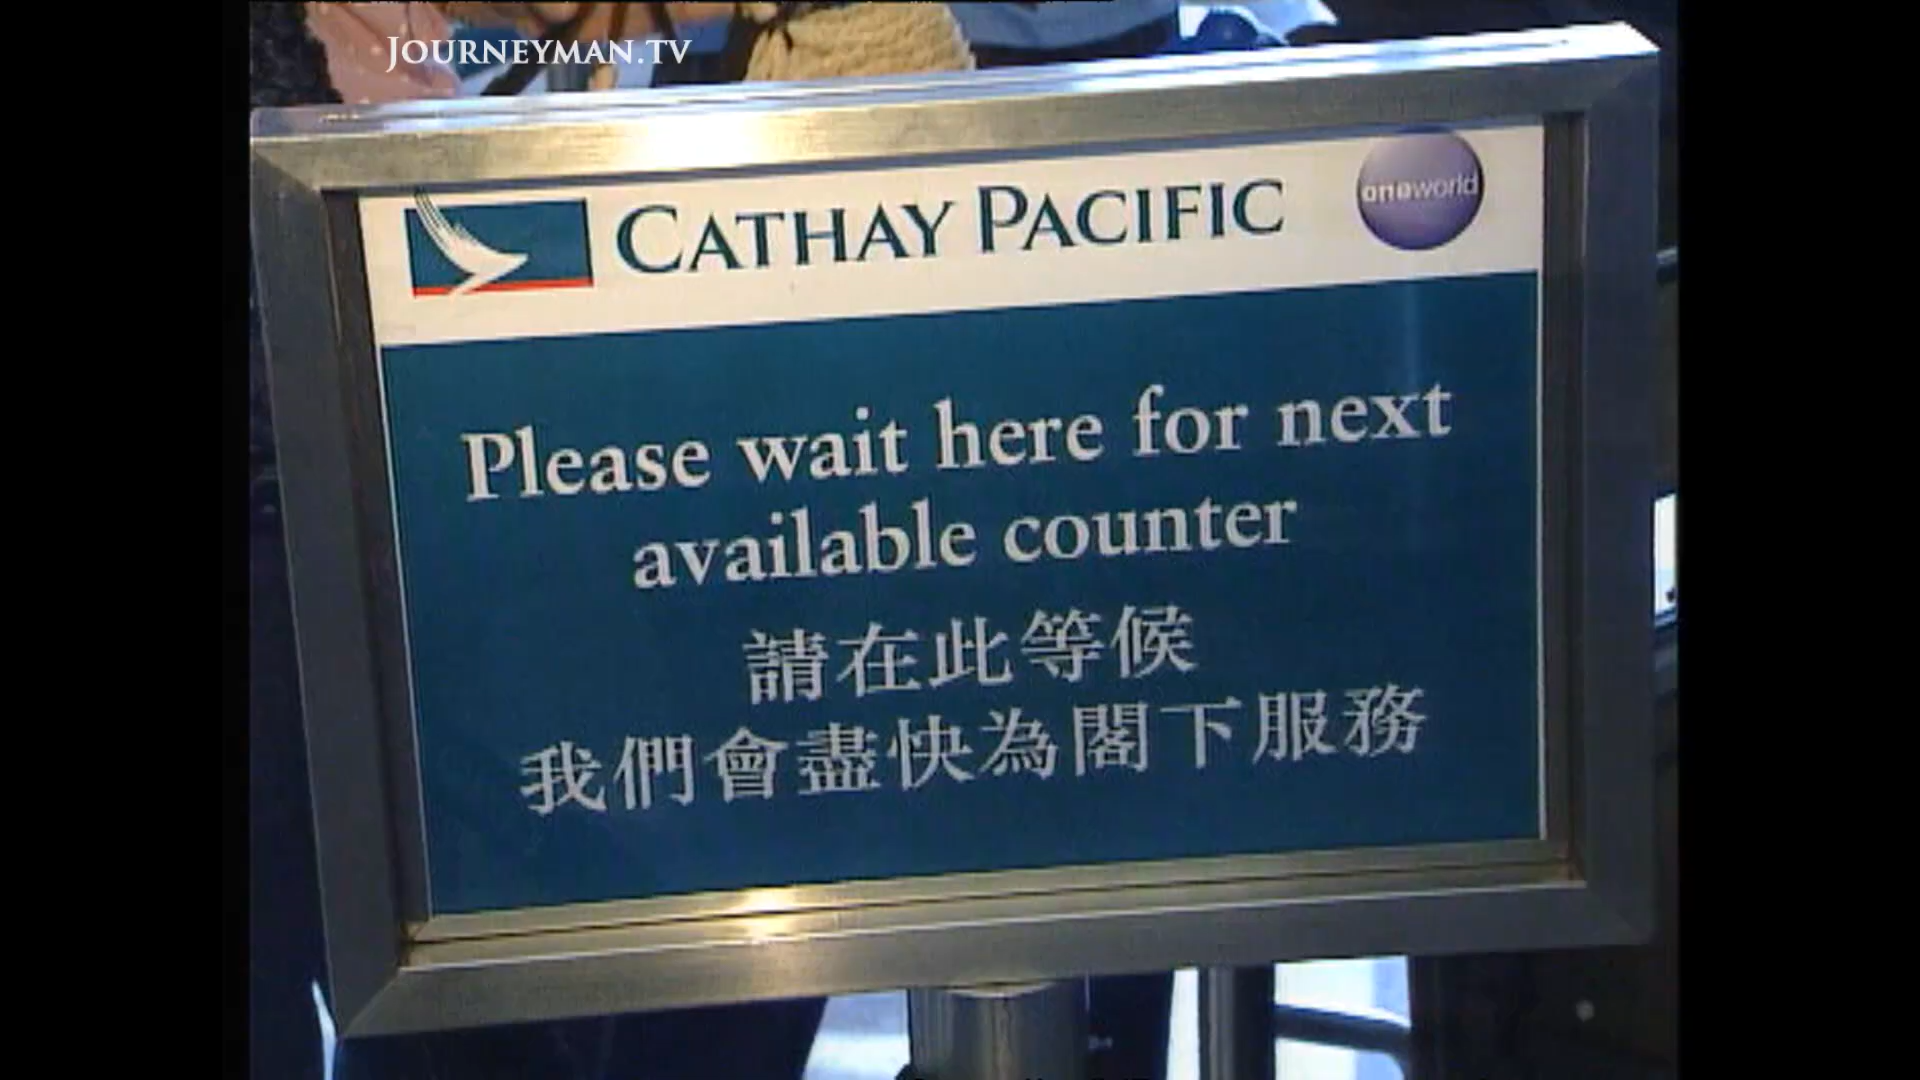 JOURNEYMAN.TV
CATHAY PACIFIC
oneworld
Please wait here for next
available counter
請在此等候
我們會盡快為閣下服務